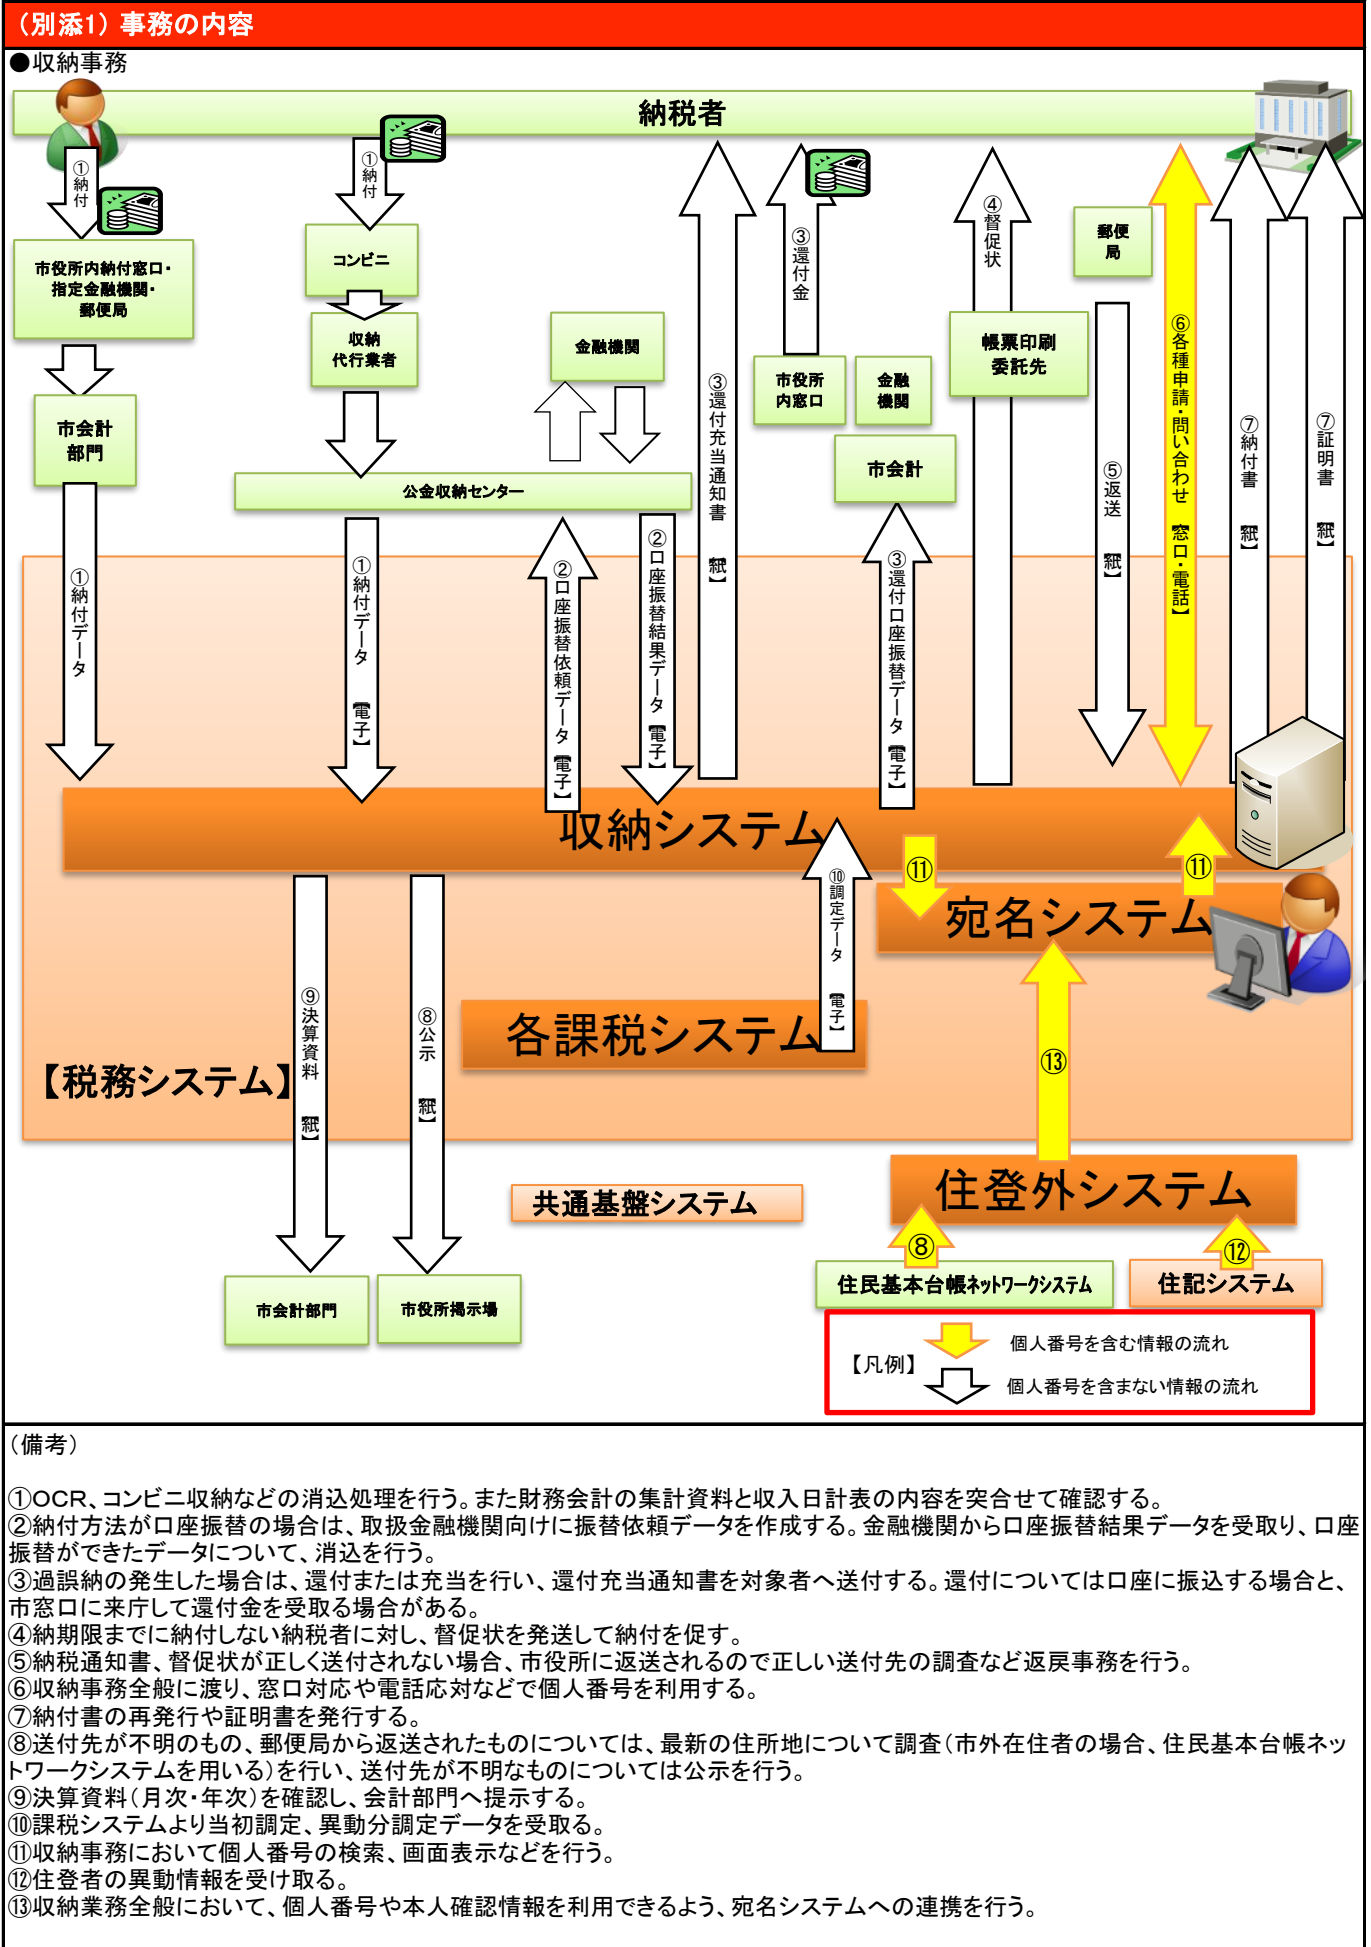 （別添1）事務の内容
●収納事務
納税者
①納付
①納付
市役所内納付窓口・
指定金融機関・
郵便局
コンビニ
収納
代行業者
金融機関
市会計
部門
公金収納センター
③還付充当通知書 【紙】
③還付金
市役所
内窓口
金融
機関
市会計
④督促状
帳票印刷
委託先
郵便
局
⑤返送 【紙】
⑥各種申請・問い合わせ 【窓口・電話】
⑦納付書 【紙】
⑦証明書 【紙】
①納付データ
①納付データ 【電子】
②口座振替依頼データ 【電子】
②口座振替結果データ 【電子】
③還付口座振替データ 【電子】
収納システム
⑪
⑪
宛名システム
⑩調定データ 【電子】
各課税システム
【税務システム】
⑨決算資料 【紙】
⑧公示 【紙】
⑬
住登外システム
共通基盤システム
⑧
⑫
住民基本台帳ネットワークシステム
住記システム
市会計部門
市役所掲示場
【凡例】
個人番号を含む情報の流れ
個人番号を含まない情報の流れ
（備考）
①OCR、コンビニ収納などの消込処理を行う。また財務会計の集計資料と収入日計表の内容を突合せて確認する。
②納付方法が口座振替の場合は、取扱金融機関向けに振替依頼データを作成する。金融機関から口座振替結果データを受取り、口座
振替ができたデータについて、消込を行う。
③過誤納の発生した場合は、還付または充当を行い、還付充当通知書を対象者へ送付する。還付については口座に振込する場合と、
市窓口に来庁して還付金を受取る場合がある。
④納期限までに納付しない納税者に対し、督促状を発送して納付を促す。
⑤納税通知書、督促状が正しく送付されない場合、市役所に返送されるので正しい送付先の調査など返戻事務を行う。
⑥収納事務全般に渡り、窓口対応や電話応対などで個人番号を利用する。
⑦納付書の再発行や証明書を発行する。
⑧送付先が不明のもの、郵便局から返送されたものについては、最新の住所地について調査（市外在住者の場合、住民基本台帳ネッ
トワークシステムを用いる）を行い、送付先が不明なものについては公示を行う。
⑨決算資料（月次・年次）を確認し、会計部門へ提示する。
⑩課税システムより当初調定、異動分調定データを受取る。
⑪収納事務において個人番号の検索、画面表示などを行う。
⑫住登者の異動情報を受け取る。
⑬収納業務全般において、個人番号や本人確認情報を利用できるよう、宛名システムへの連携を行う。